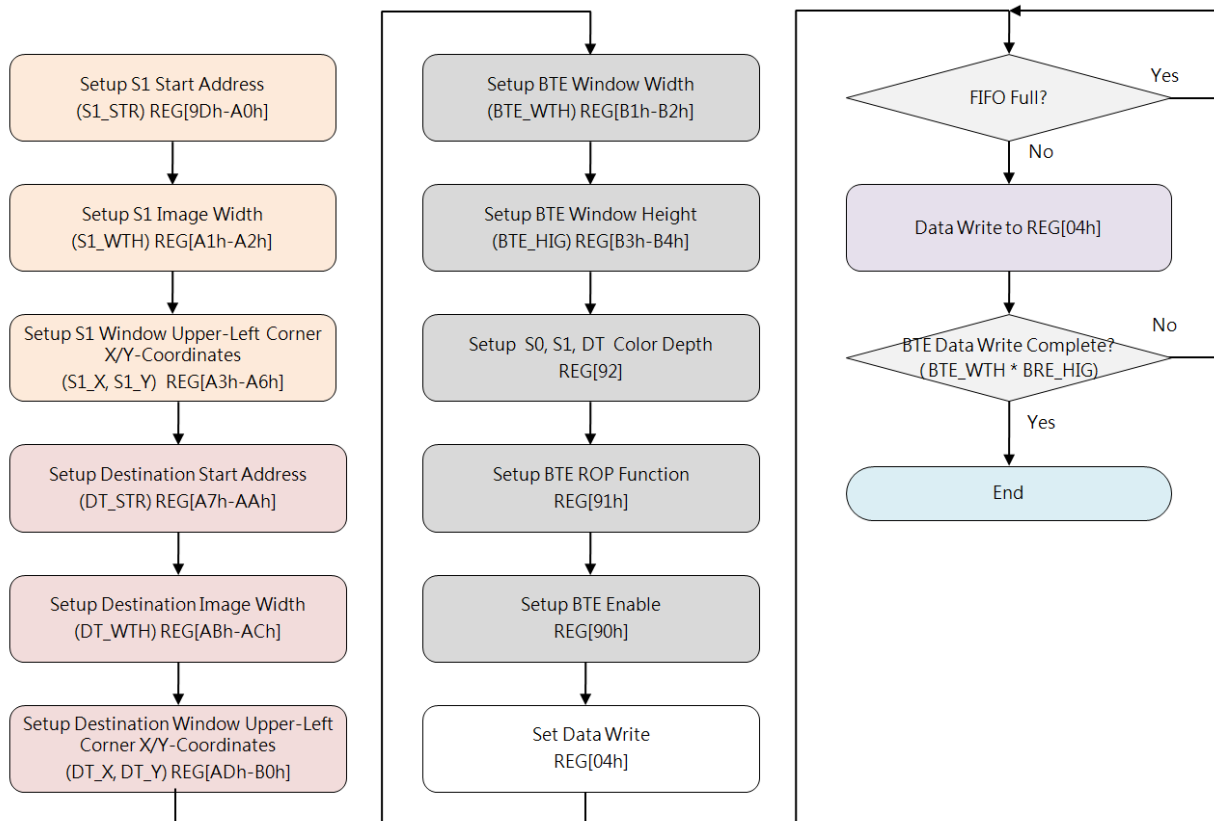 Setup S1 Start Address
(S1_STR) REG[9Dh-A0h]
Setup S1 Image Width
(S1_WTH) REG[A1h-A2h]
Setup S1 Window Upper-Left Corner
X/Y-Coordinates
(S1_X, S1_Y) REG[A3h-A6h]
Setup Destination Start Address
(DT_STR) REG[A7h-AAh]
Setup Destination Image Width
(DT_WTH) REG[ABh-ACh]
Setup Destination Window Upper-Left
Corner X/Y-Coordinates
(DT_X, DT_Y) REG[ADh-B0h]
Setup BTE Window Width
(BTE_WTH) REG[B1h-B2h]
Setup BTE Window Height
(BTE_HIG) REG[B3h-B4h]
Setup S0, S1, DT Color Depth
REG[92]
Setup BTE ROP Function
REG[91h]
Setup BTE Enable
REG[90h]
Set Data Write
REG[04h]
FIFO Full?
Yes
No
Data Write to REG[04h]
BTE Data Write Complete?
( BTE_WTH * BRE_HIG)
No
Yes
End